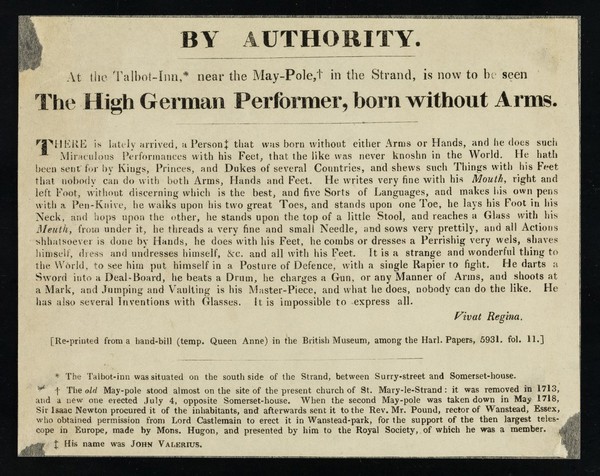 BY AUTHORITY.
At the Talbot-Inn,* near the May-Pole,† in the Strand, is now to be seen
The High German Performer, born without Arms.
THERE is lately arrived, a Person‡ that was born without either Arms or Hands, and he does such
Miraculous Performances with his Feet, that the like was never knoshn in the World. He hath
been sent for by Kings, Princes, and Dukes of several Countries, and shews such Things with his Feet
that nobody can do with both Arms, Hands and Feet. He writes very fine with his Mouth, right and
left Foot, without discerning which is the best, and five Sorts of Languages, and makes his own pens
with a Pen-Knive, he walks upon his two great Toes, and stands upon one Toe, he lays his Foot in his
Neck, and hops upon the other, he stands upon the top of a little Stool, and reaches a Glass with his
Meuth, from under it, he threads a very fine and small Needle, and sows very prettily, and all Actions
shhatsoever is done by Hands, he does with his Feet, he combs or dresses a Perrishig very wels, shaves
himself, dress and undresses himself, &c. and all with his Feet. It is a strange and wonderful thing to
the World, to see him put himself in a Posture of Defence, with a single Rapier to fight. He darts a
Sword into a Deal-Board, he beats a Drum, he charges a Gun, or any Manner of Arms, and shoots at
a Mark, and Jumping and Vaulting is his Master-Piece, and what he does, nobody can do the like. He
has also several Inventions with Glasses. It is impossible to express all.
Vivat Regina.
[Re-printed from a hand-bill (temp. Queen Anne) in the British Museum, among the Harl. Papers, 5931. fol. 11.]
* The Talbot-inn was situated on the south side of the Strand, between Surry-street and Somerset-house.
† The old May-pole stood almost on the site of the present church of St. Mary-le-Strand: it was removed in 1713,
and a new one erected July 4, opposite Somerset-house. When the second May-pole was taken down in May 1718,
Sir Isaac Newton procured it of the inhabitants, and afterwards sent it to the Rev. Mr. Pound, rector of Wanstead, Essex,
who obtained permission from Lord Castlemain to erect it in Wanstead-park, for the support of the then largest teles-
cope in Europe, made by Mons. Hugon, and presented by him to the Royal Society, of which he was a member.
‡ His name was JOHN VALERIUS.